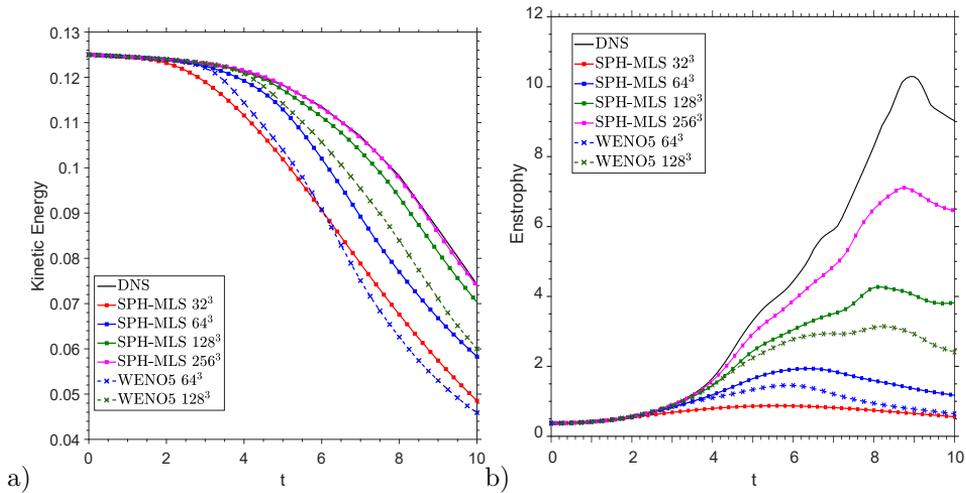 0.13
0.12
0.11
0.1
0.09
0.08
0.07
0.06
0.05
0.04
Kinetic Energy
DNS
SPH-MLS 32³
SPH-MLS 64³
SPH-MLS 128³
SPH-MLS 256³
WENO5 64³
WENO5 128³
0 2 4 6 8 10
t
a)
12
10
8
6
4
2
0
Enstrophy
DNS
SPH-MLS 32³
SPH-MLS 64³
SPH-MLS 128³
SPH-MLS 256³
WENO5 64³
WENO5 128³
0 2 4 6 8 10
t
b)